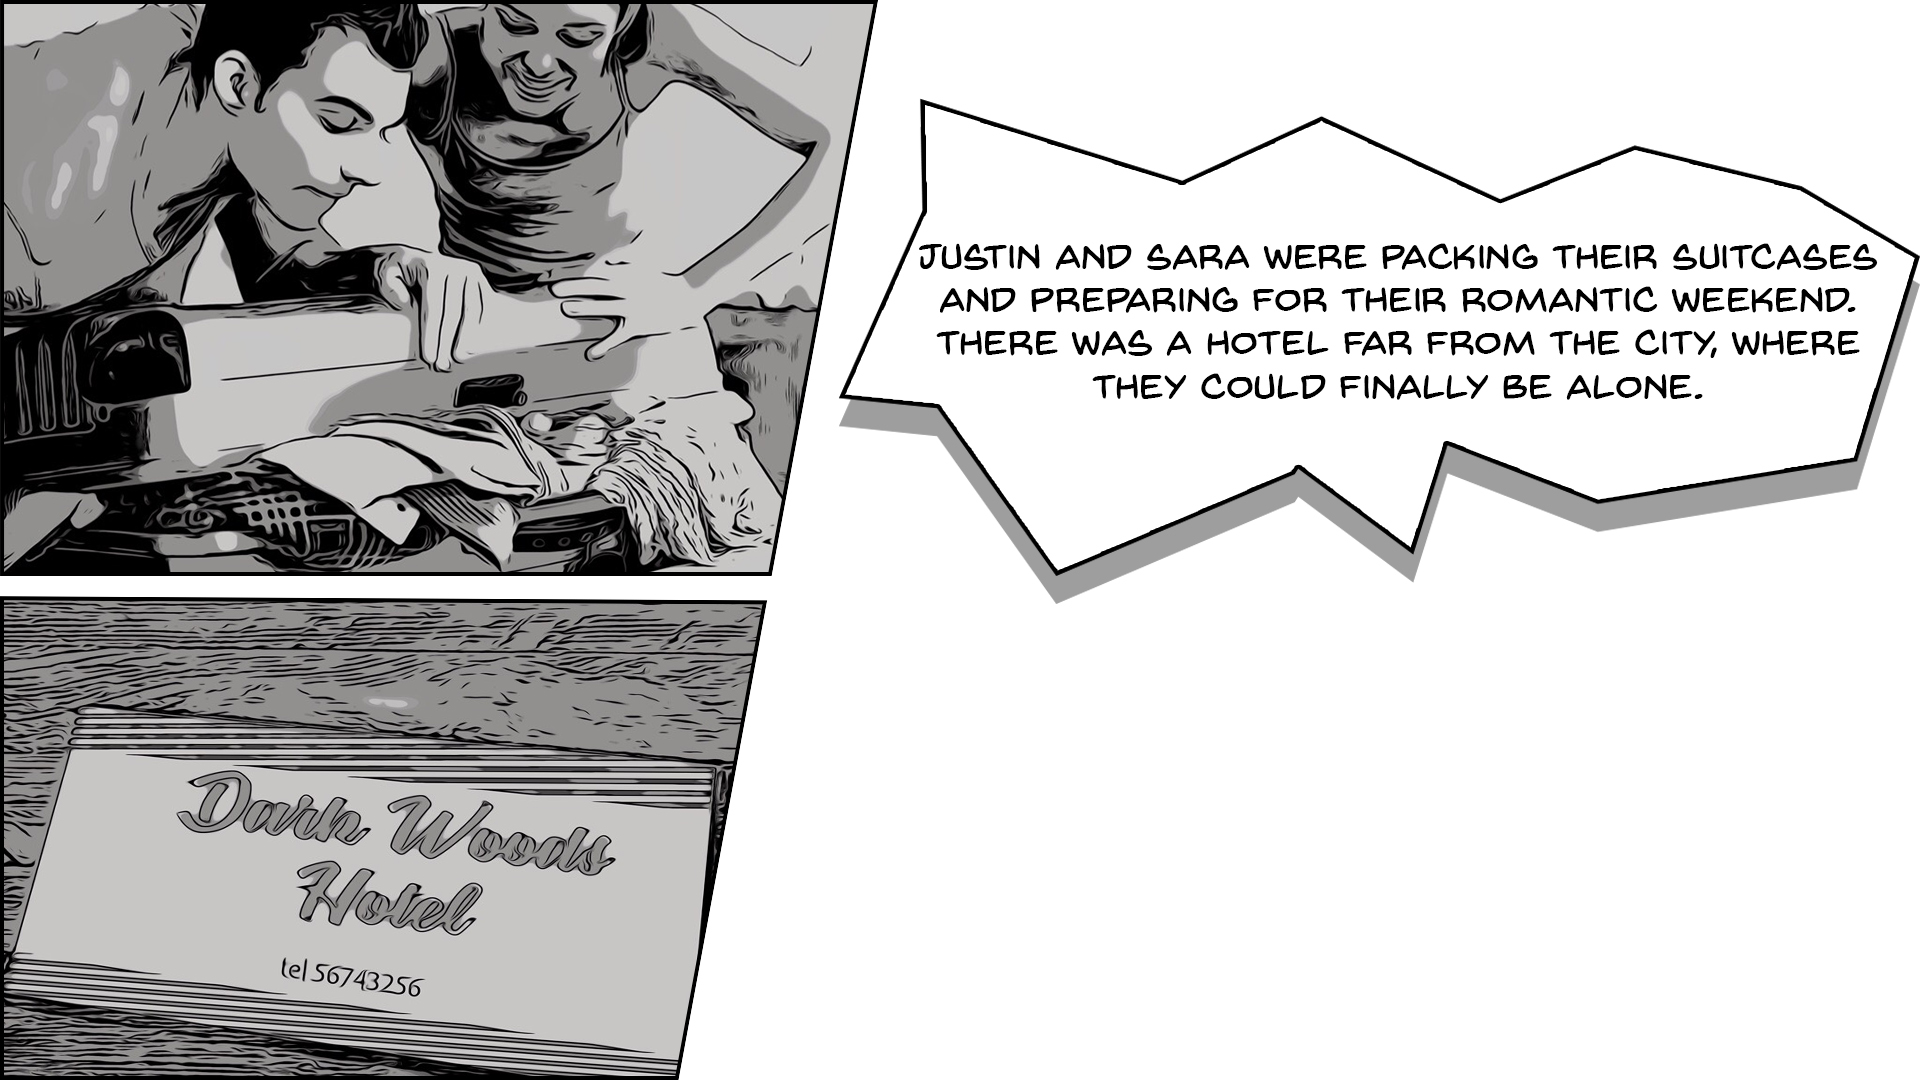 JUSTIN AND SARA WERE PACKING THEIR SUITCASES
AND PREPARING FOR THEIR ROMANTIC WEEKEND.
THERE WAS A HOTEL FAR FROM THE CITY, WHERE
THEY COULD FINALLY BE ALONE.
Dark Woods
Hotel
tel 56743256